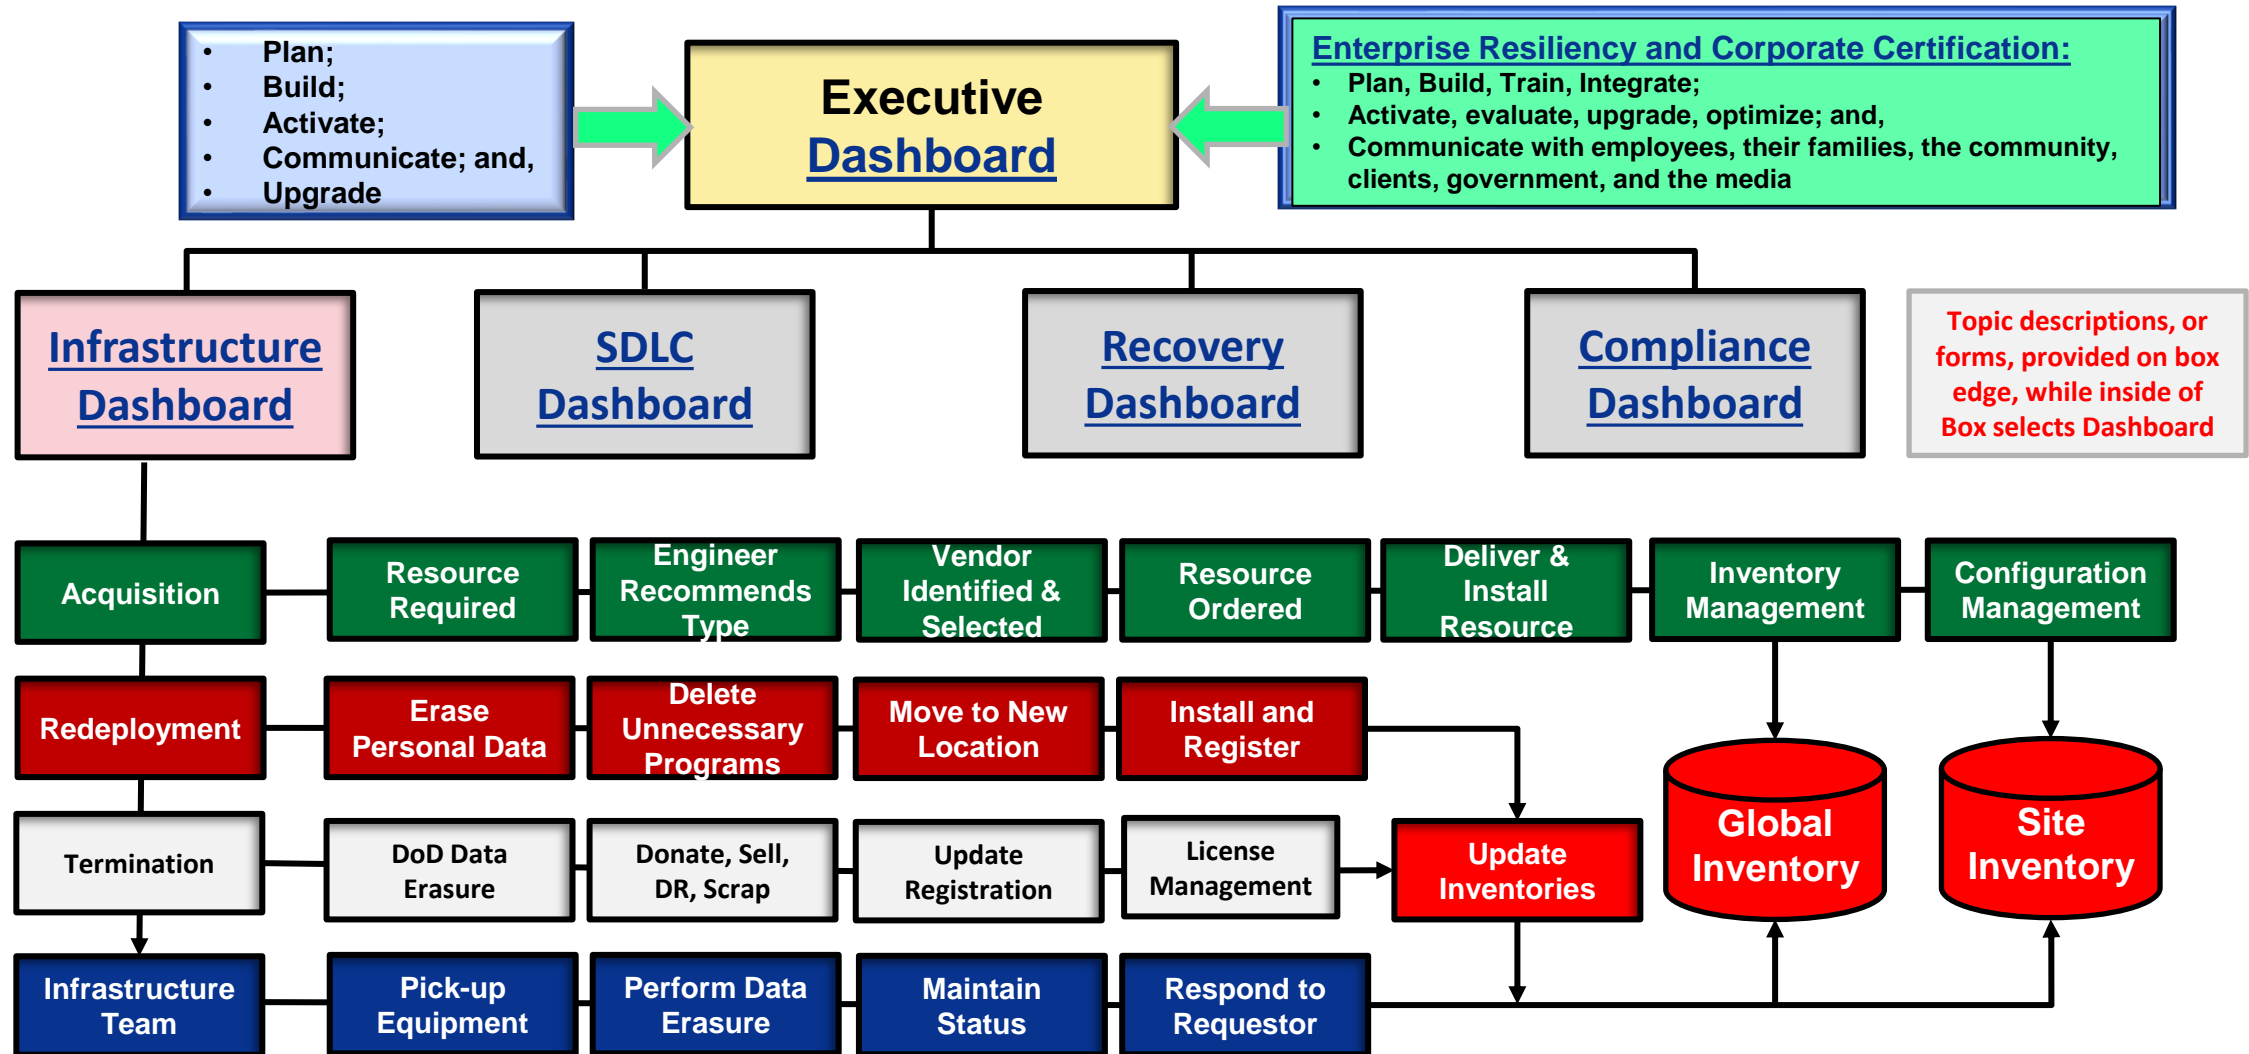 • Plan;
• Build;
• Activate;
• Communicate; and,
• Upgrade
Executive
Dashboard
Enterprise Resiliency and Corporate Certification:
• Plan, Build, Train, Integrate;
• Activate, evaluate, upgrade, optimize; and,
• Communicate with employees, their families, the community,
clients, government, and the media
Infrastructure
Dashboard
SDLC
Dashboard
Recovery
Dashboard
Compliance
Dashboard
Topic descriptions, or
forms, provided on box
edge, while inside of
Box selects Dashboard
Acquisition
Resource
Required
Engineer
Recommends
Type
Vendor
Identified &
Selected
Resource
Ordered
Deliver &
Install
Resource
Inventory
Management
Configuration
Management
Redeployment
Erase
Personal Data
Delete
Unnecessary
Programs
Move to New
Location
Install and
Register
Termination
DoD Data
Erasure
Donate, Sell,
DR, Scrap
Update
Registration
License
Management
Update
Inventories
Global
Inventory
Site
Inventory
Infrastructure
Team
Pick-up
Equipment
Perform Data
Erasure
Maintain
Status
Respond to
Requestor